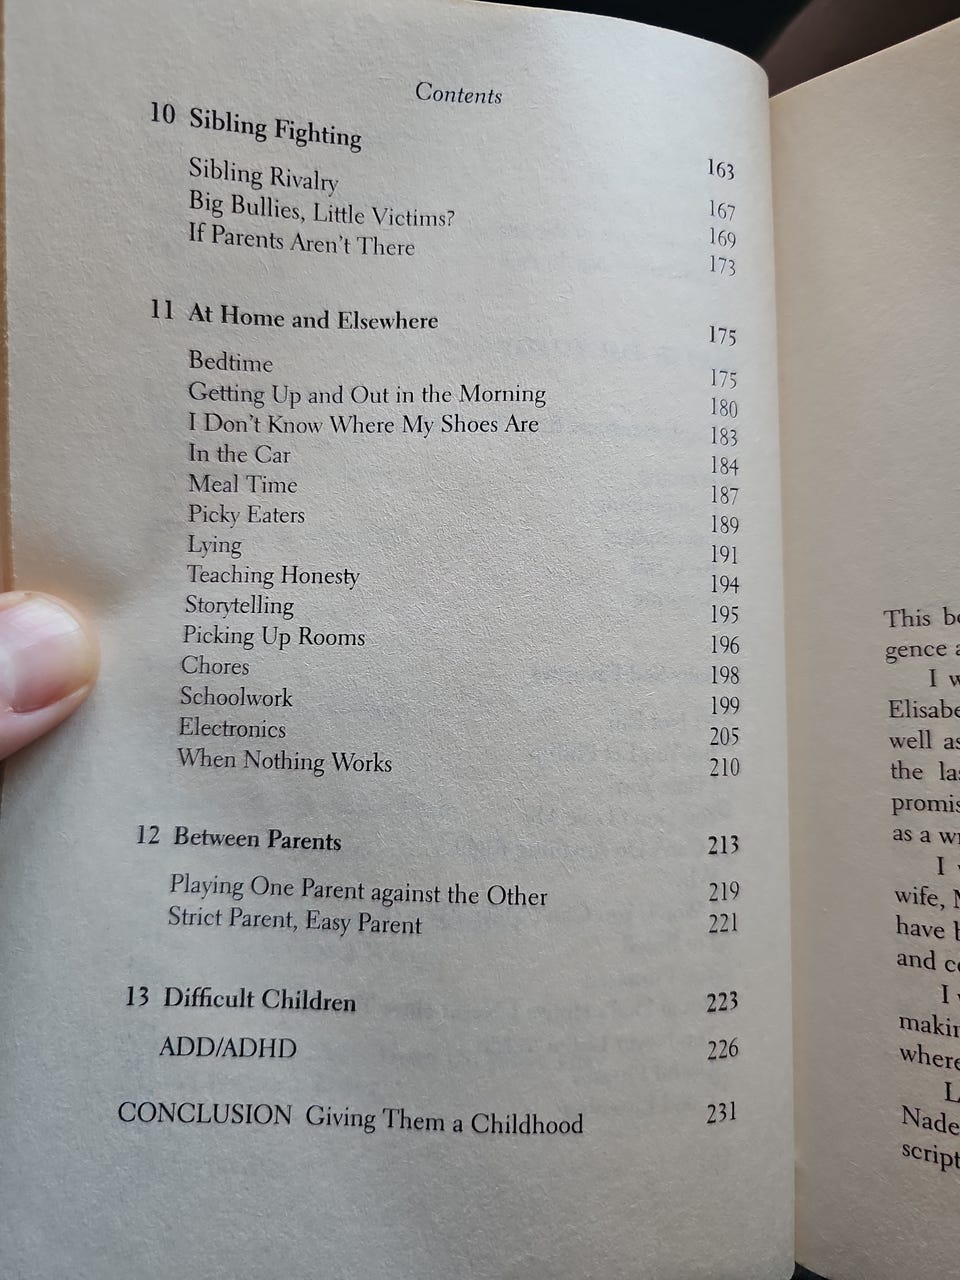 Contents
10 Sibling Fighting 163
Sibling Rivalry 167
Big Bullies, Little Victims? 169
If Parents Aren't There 173
11 At Home and Elsewhere 175
Bedtime 175
Getting Up and Out in the Morning 180
I Don't Know Where My Shoes Are 183
In the Car 184
Meal Time 187
Picky Eaters 189
Lying 191
Teaching Honesty 194
Storytelling 195
Picking Up Rooms 196
Chores 198
Schoolwork 199
Electronics 205
When Nothing Works 210
12 Between Parents 213
Playing One Parent against the Other 219
Strict Parent, Easy Parent 221
13 Difficult Children 223
ADD/ADHD 226
CONCLUSION Giving Them a Childhood 231
This
gence
I
Elisabe
well as
the
promis
as a
I
wife,
have
and
I
makin
where
Nade
script